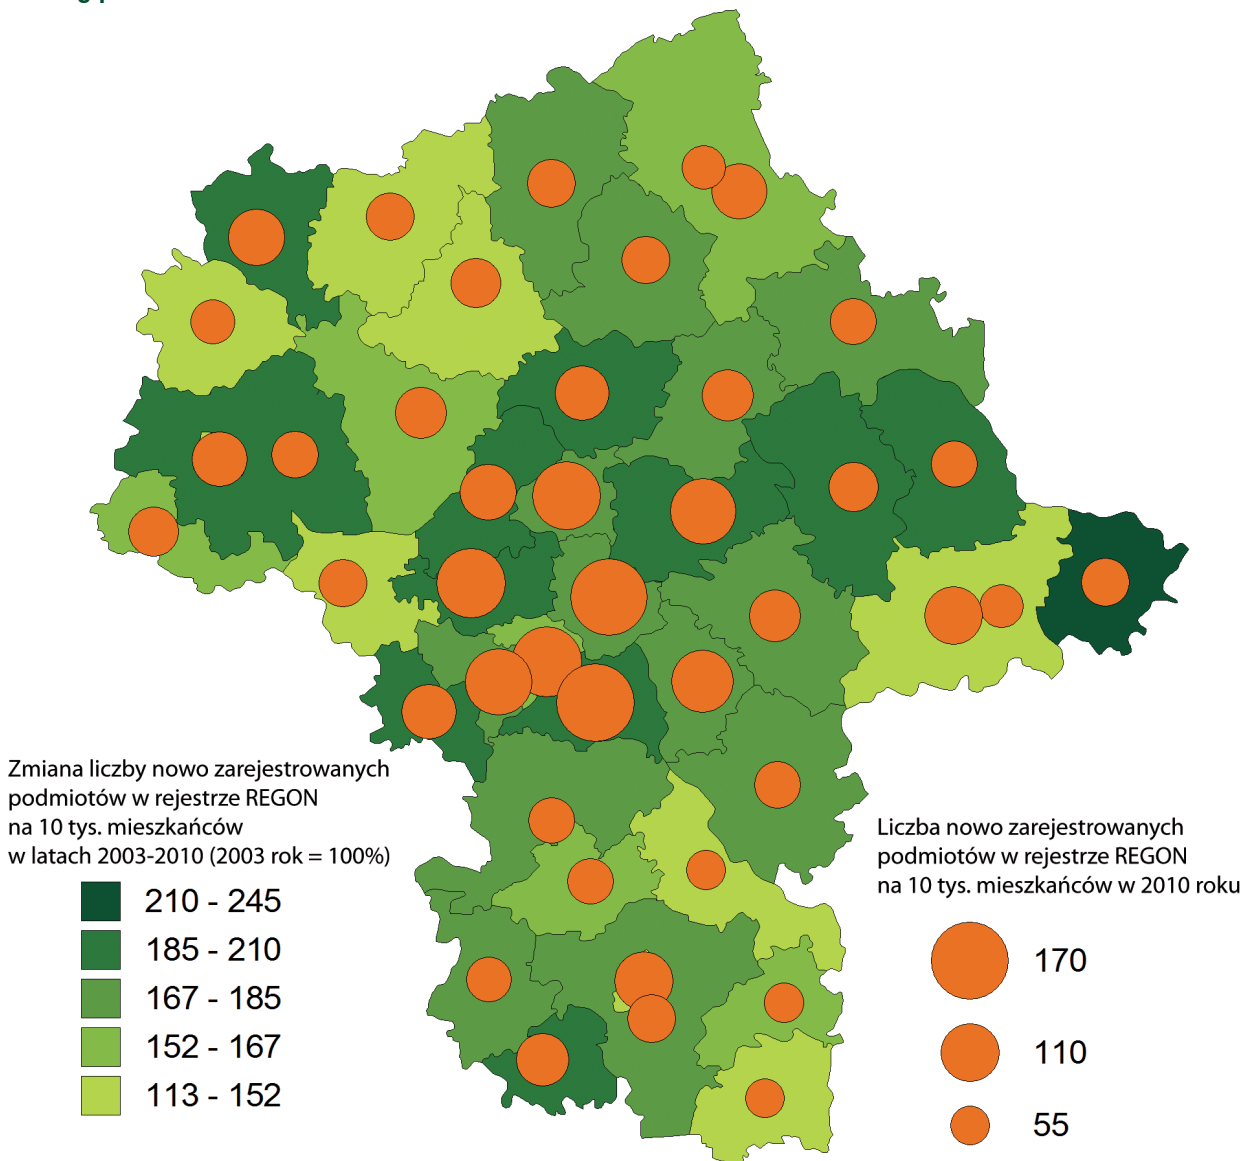 Zmiana liczby nowo zarejestrowanych
podmiotów w rejestrze REGON
na 10 tys. mieszkańców
w latach 2003-2010 (2003 rok = 100%)
210 - 245
185 - 210
167 - 185
152 - 167
113 - 152
Liczba nowo zarejestrowanych
podmiotów w rejestrze REGON
na 10 tys. mieszkańców w 2010 roku
170
110
55